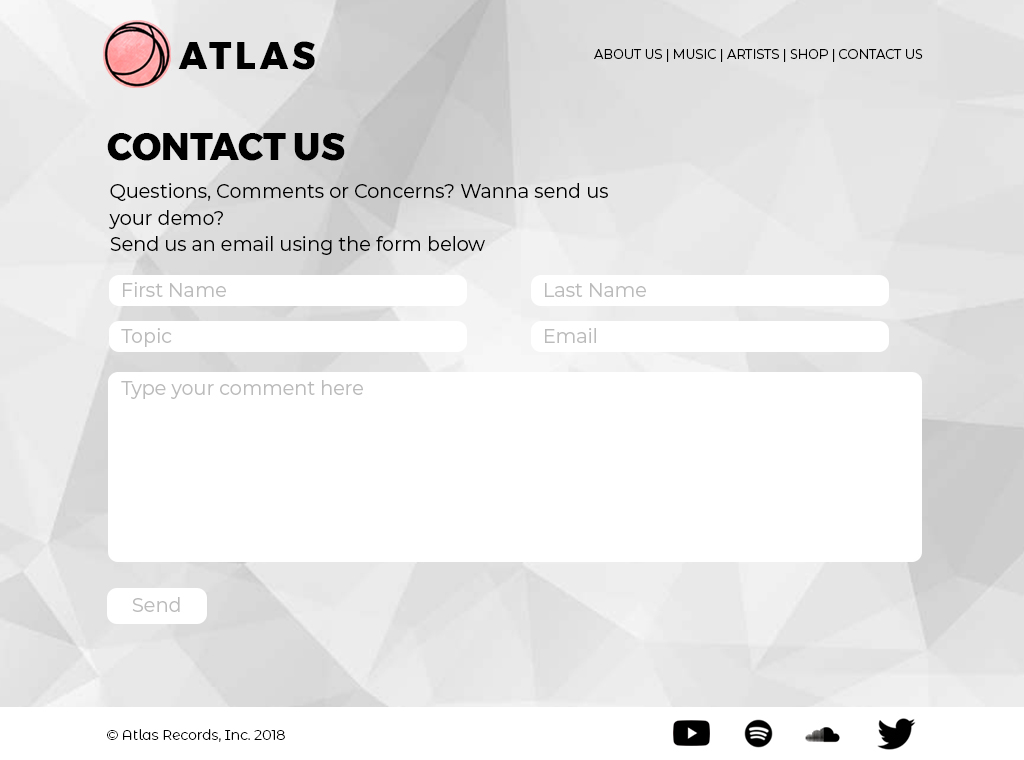 ATLAS
ABOUT US | MUSIC | ARTISTS | SHOP | CONTACT US
CONTACT US
Questions, Comments or Concerns? Wanna send us
your demo?
Send us an email using the form below
First Name
Last Name
Topic
Email
Type your comment here
Send
© Atlas Records, Inc. 2018